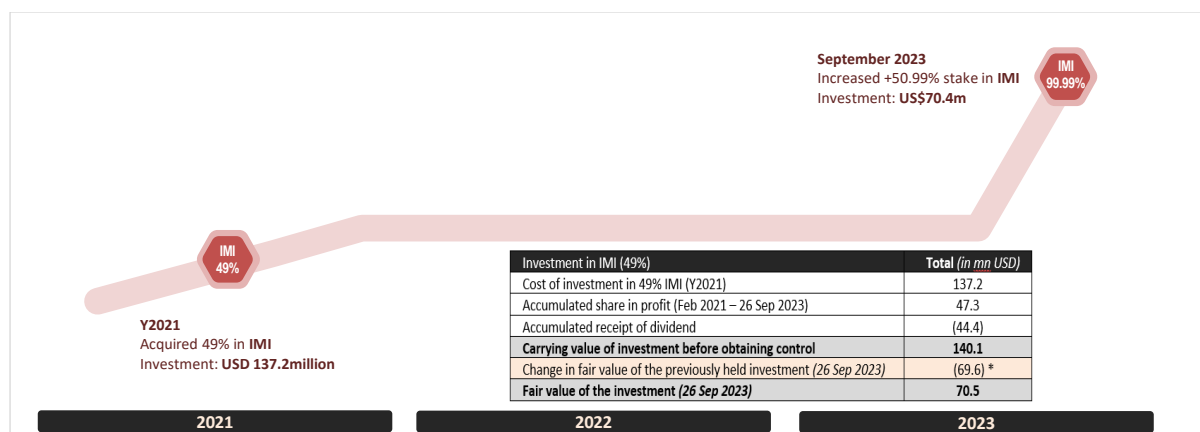 September 2023
Increased +50.99% stake in IMI
Investment: US$70.4m
IMI
99.99%
IMI
49%
Y2021
Acquired 49% in IMI
Investment: USD 137.2million
Investment in IMI (49%) Total (in mn USD)
Cost of investment in 49% IMI (Y2021) 137.2
Accumulated share in profit (Feb 2021 – 26 Sep 2023) 47.3
Accumulated receipt of dividend (44.4)
Carrying value of investment before obtaining control 140.1
Change in fair value of the previously held investment (26 Sep 2023) (69.6) *
Fair value of the investment (26 Sep 2023) 70.5
2021 2022 2023